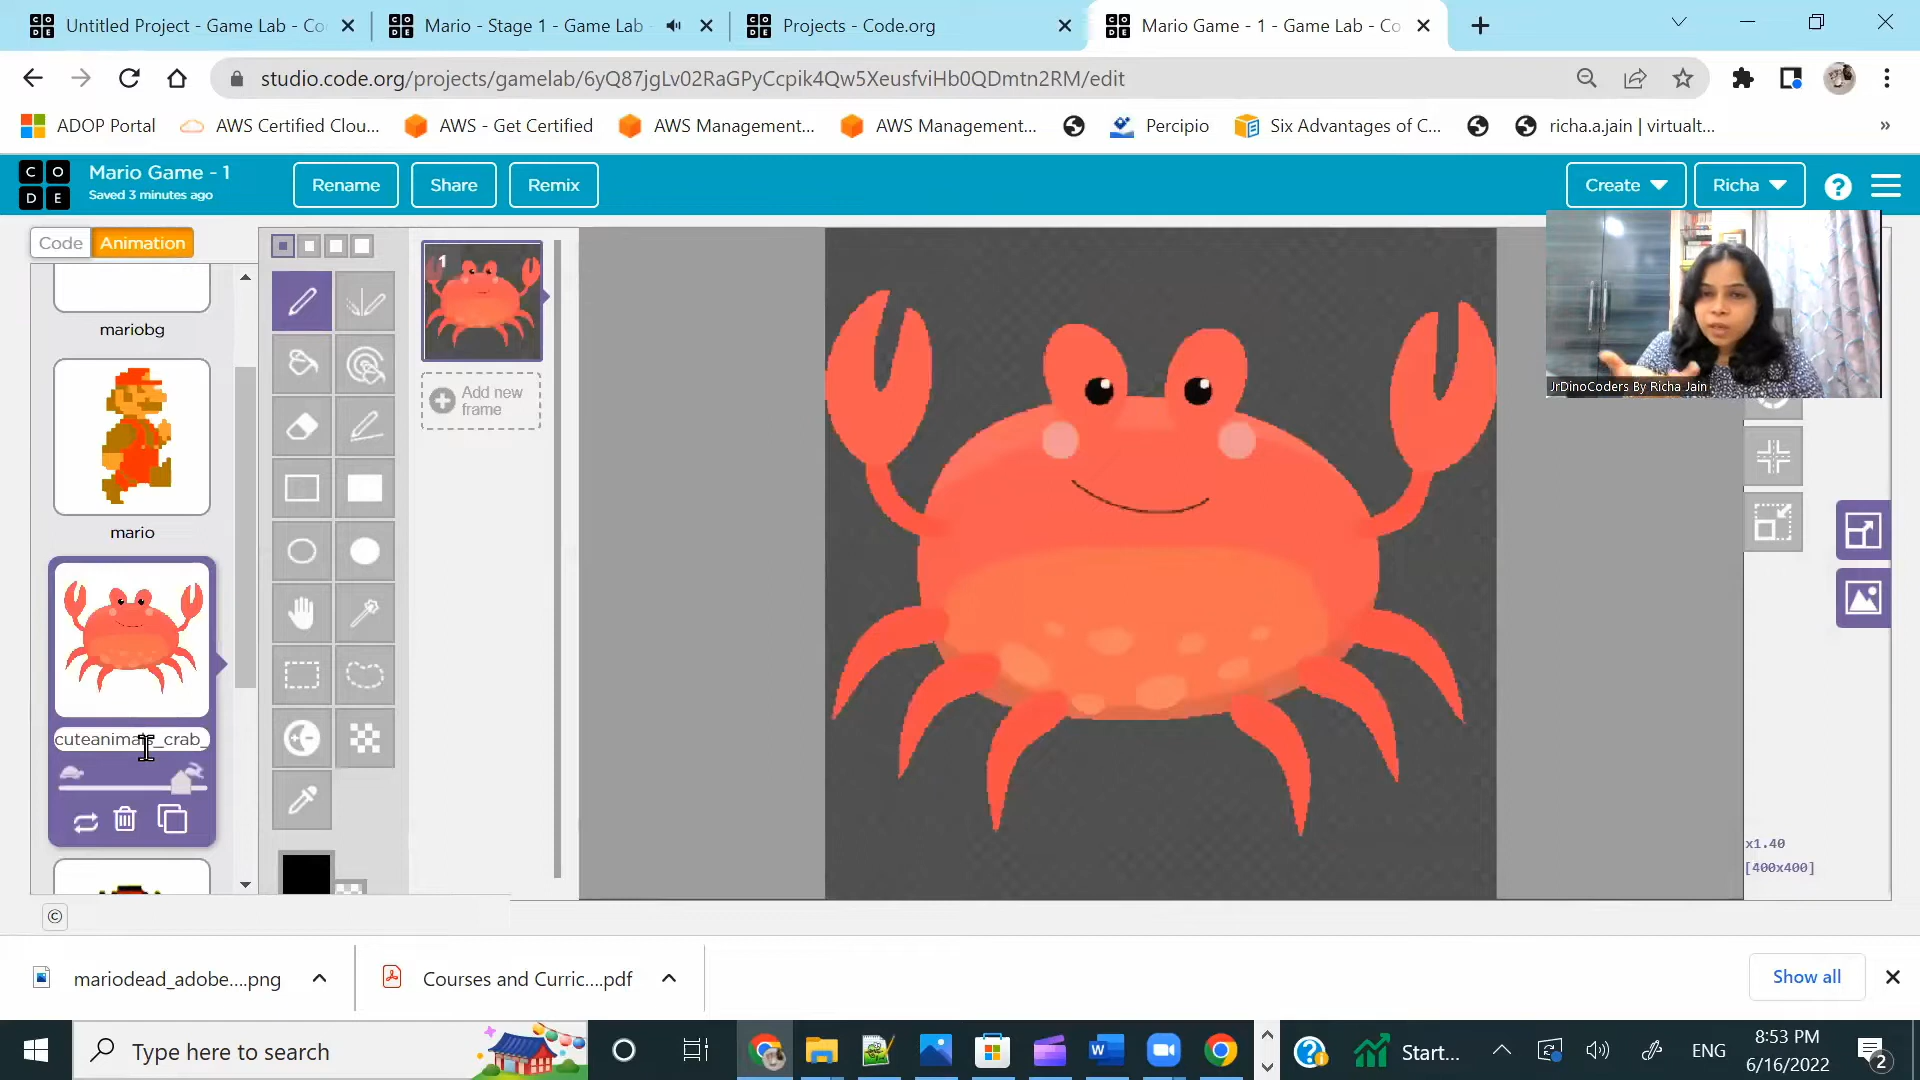 Untitled Project - Game Lab - Co
Mario - Stage 1 - Game Lab
Projects - Code.org
Mario Game - 1 - Game Lab - Co
studio.code.org/projects/gamelab/6yQ87jgLv02RaGPyCcpik4Qw5XeusfviHb0QDmtn2RM/edit
ADOP Portal
AWS Certified Clou...
AWS - Get Certified
AWS Management...
AWS Management...
Percipio
Six Advantages of C...
richa.a.jain | virtualt...
»
C O
D E
Mario Game - 1
Saved 3 minutes ago
Rename
Share
Remix
Create
Richa
?
Code
Animation
1
Add new
frame
mariobg
mario
cuteanimals_crab_
JrDinoCoders By Richa Jain
x1.40
[400x400]
©
mariodead_adobe....png
Courses and Curric....pdf
Show all
Type here to search
Start...
ENG
8:53 PM
6/16/2022
2